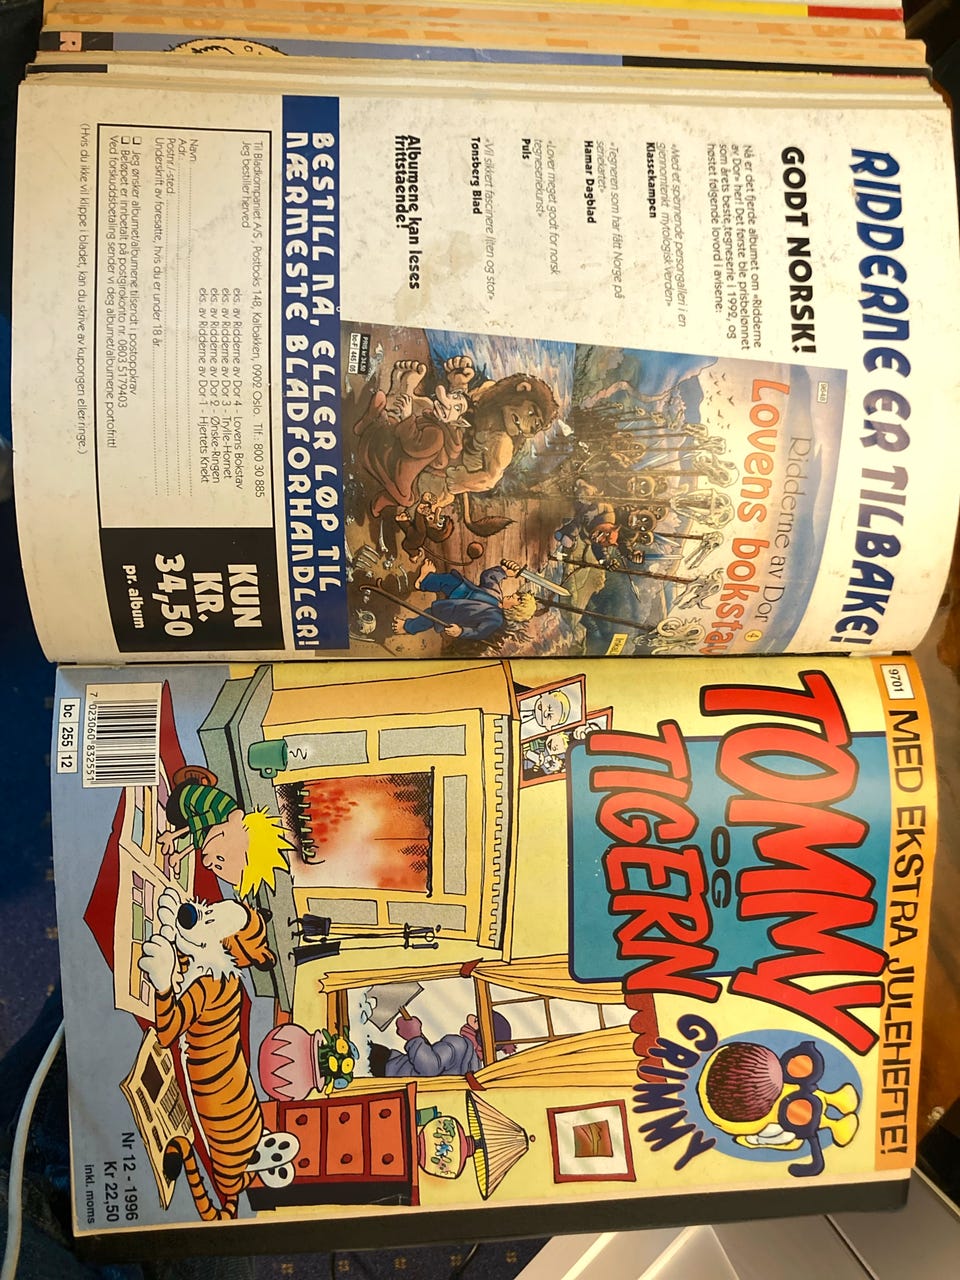 RIDDERNE ER TILBAKE!
GODT NORSK!
Nå er det fjerde albumet om «Ridderne
av Dor» her! Det første ble prisbelønnet
som årets beste tegneserie i 1992, og
høstet følgende lovord i avisene:
«Med et spennende persongalleri i en
gjennomtenkt mytologisk verden»
Klassekampen
«Tegneren som har fått Norge på
seriekartet»
Hamar Dagblad
«Lover meget godt for norsk
tegneseriekunst»
Puls
«Vil sikkert fascinere liten og stor»
Tønsberg Blad
Albumene kan leses
frittstående!
Ridderne av Dor 4
Lovens bokstav
BESTILL NÅ, ELLER LØP TIL
NÆRMESTE BLADFORHANDLER!
Til Bladkompaniet A/S, Postboks 148, Kalbakken, 0902 Oslo. Tlf.: 800 30 885
Jeg bestiller herved
eks. av Ridderne av Dor 4 - Lovens Bokstav
eks. av Ridderne av Dor 3 - Trylle-Hornet
eks. av Ridderne av Dor 2 - Ønske-Ringen
eks. av Ridderne av Dor 1 - Hjertets Knekt
Navn
Adr.
Postnr/-sted
Underskrift av foresatte, hvis du er under 18 år
Jeg ønsker albumet/albumene tilsendt i postoppkrav
Beløpet er innbetalt på postgirokonto nr. 0803 5179403
Ved forskuddsbetaling sender vi deg albumet/albumene portofritt!
KUN
KR.
34,50
pr. album
(Hvis du ikke vil klippe i bladet, kan du skrive av kupongen eller ringe.)
9701
MED EKSTRA JULEHEFTE!
TOMMY
OG
TIGERN
GRIMMY
7 023060 832551
bc 255 12
Nr 12 - 1996
Kr 22,50
inkl. moms